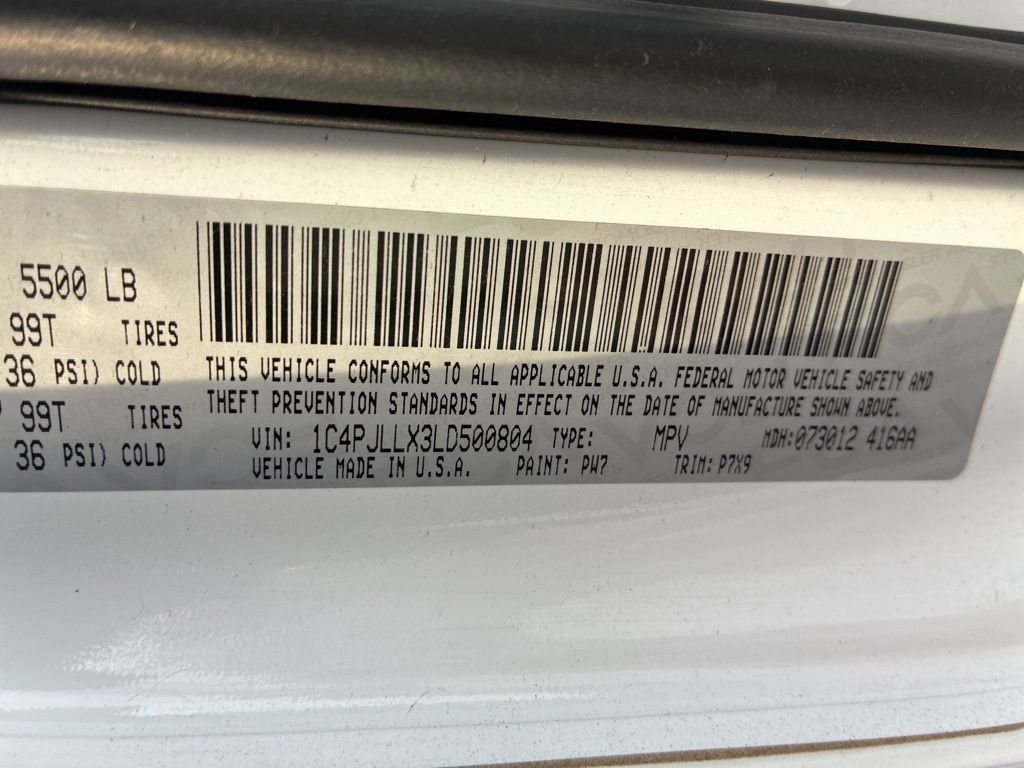 5500 LB
99T TIRES
36 PSI) COLD
99T TIRES
36 PSI) COLD
THIS VEHICLE CONFORMS TO ALL APPLICABLE U.S.A. FEDERAL MOTOR VEHICLE SAFETY AND
THEFT PREVENTION STANDARDS IN EFFECT ON THE DATE OF MANUFACTURE SHOWN ABOVE.
VIN: 1C4PJLLX3LD500804 TYPE: MPV MDH:073012 416AA
VEHICLE MADE IN U.S.A. PAINT: PW7 TRIM: P7X9